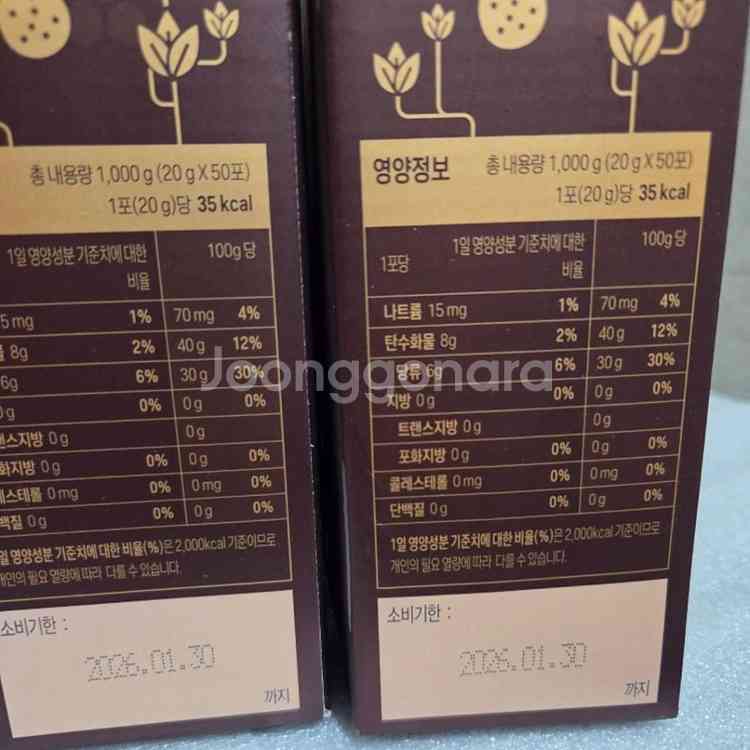 총 내용량 1,000 g (20 g X 50포)
1포(20 g)당 35 kcal
1일 영양성분 기준치에 대한 비율 100g 당
5 mg 1% 70 mg 4%
8g 2% 40 g 12%
6g 6% 30 g 30%
0 g 0% 0 g 0%
트랜스지방 0 g 0 g
포화지방 0 g 0% 0 g 0%
콜레스테롤 0 mg 0% 0 mg 0%
단백질 0 g 0% 0 g 0%
1일 영양성분 기준치에 대한 비율(%)은 2,000kcal 기준이므로
개인의 필요 열량에 따라 다를 수 있습니다.
소비기한 :
2026.01.30
까지
영양정보 총 내용량 1,000 g (20 g X 50포)
1포(20 g)당 35 kcal
1포당 1일 영양성분 기준치에 대한 비율 100g 당
나트륨 15 mg 1% 70 mg 4%
탄수화물 8g 2% 40 g 12%
당류 6g 6% 30 g 30%
지방 0 g 0% 0 g 0%
트랜스지방 0 g 0 g
포화지방 0 g 0% 0 g 0%
콜레스테롤 0 mg 0% 0 mg 0%
단백질 0 g 0% 0 g 0%
1일 영양성분 기준치에 대한 비율(%)은 2,000kcal 기준이므로
개인의 필요 열량에 따라 다를 수 있습니다.
소비기한 :
2026.01.30
까지
Joonggonara